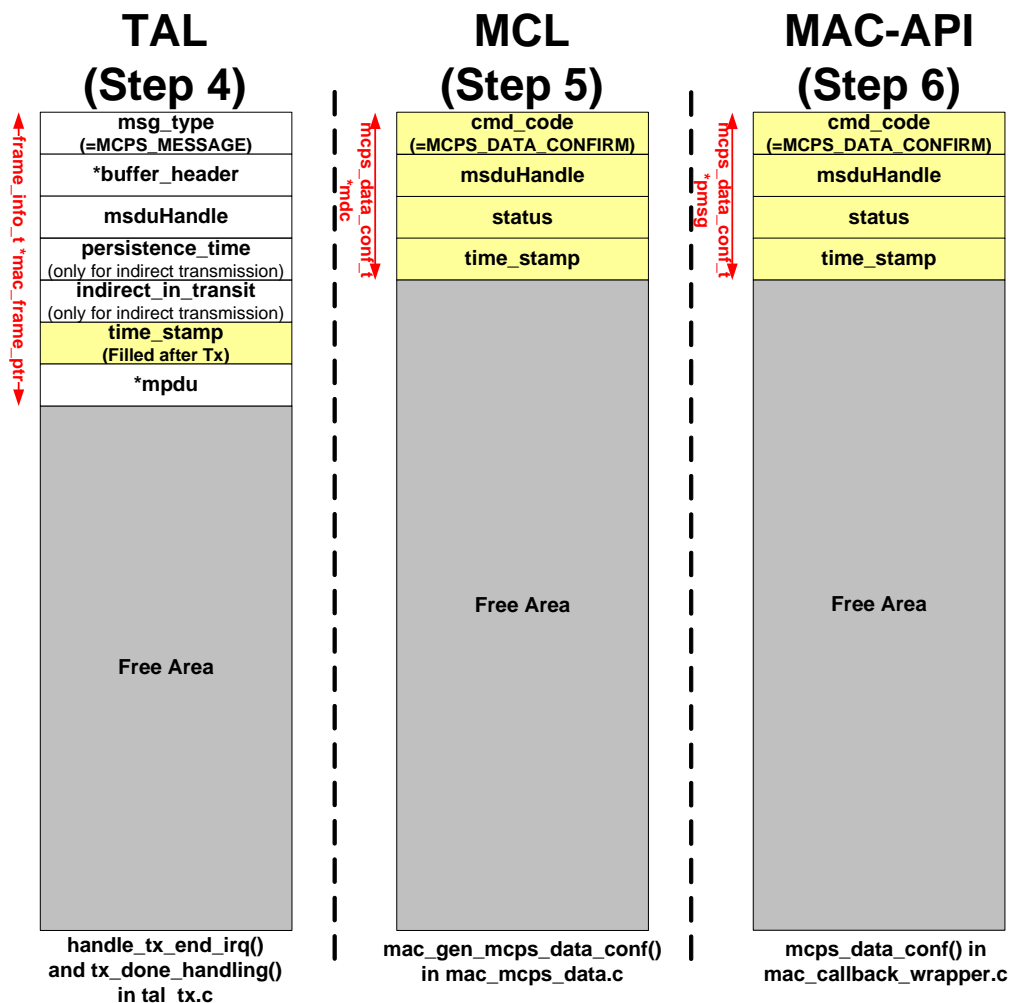 TAL
(Step 4)
msg_type
(=MCPS_MESSAGE)
*buffer_header
msduHandle
persistence_time
(only for indirect transmission)
indirect_in_transit
(only for indirect transmission)
time_stamp
(Filled after Tx)
*mpdu
Free Area
frame_info_t *mac_frame_ptr
handle_tx_end_irq()
and tx_done_handling()
in tal_tx.c
MCL
(Step 5)
cmd_code
(=MCPS_DATA_CONFIRM)
msduHandle
status
time_stamp
Free Area
mcps_data_conf_t
*mdc
mac_gen_mcps_data_conf()
in mac_mcps_data.c
MAC-API
(Step 6)
cmd_code
(=MCPS_DATA_CONFIRM)
msduHandle
status
time_stamp
Free Area
mcps_data_conf_t
*pmsg
mcps_data_conf() in
mac_callback_wrapper.c